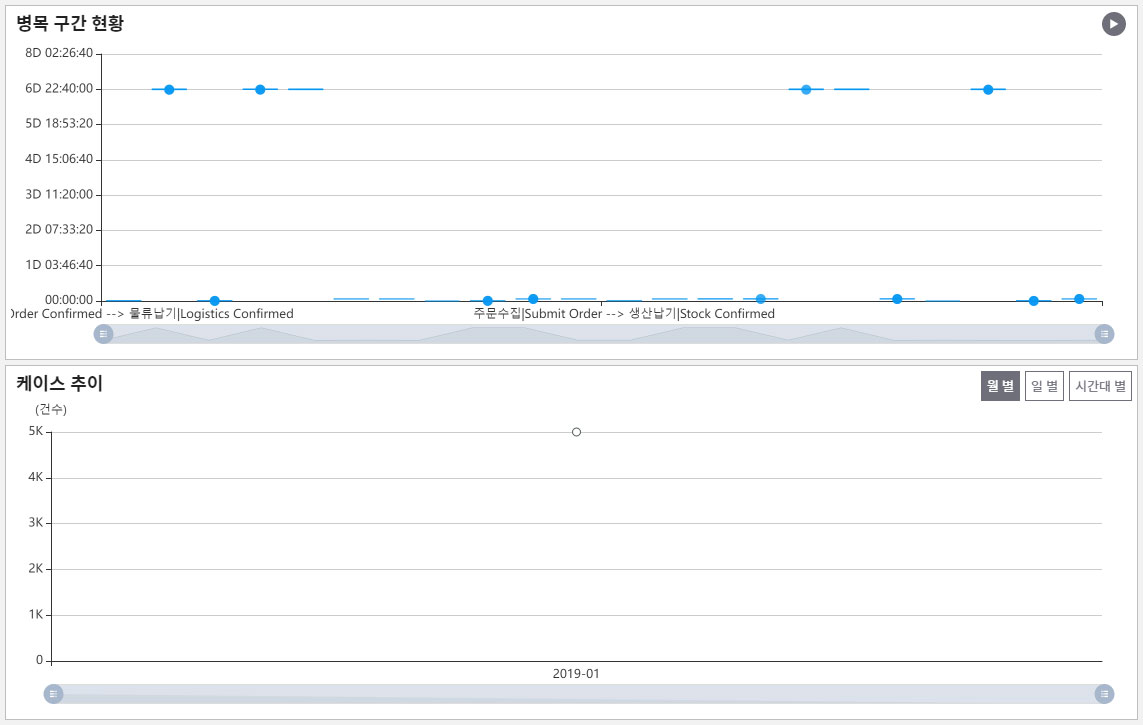 병목 구간 현황
8D 02:26:40
6D 22:40:00
5D 18:53:20
4D 15:06:40
3D 11:20:00
2D 07:33:20
1D 03:46:40
00:00:00
Order Confirmed --> 물류납기|Logistics Confirmed
주문수집|Submit Order --> 생산납기|Stock Confirmed
케이스 추이
월 별
일 별
시간대 별
(건수)
5K
4K
3K
2K
1K
0
2019-01